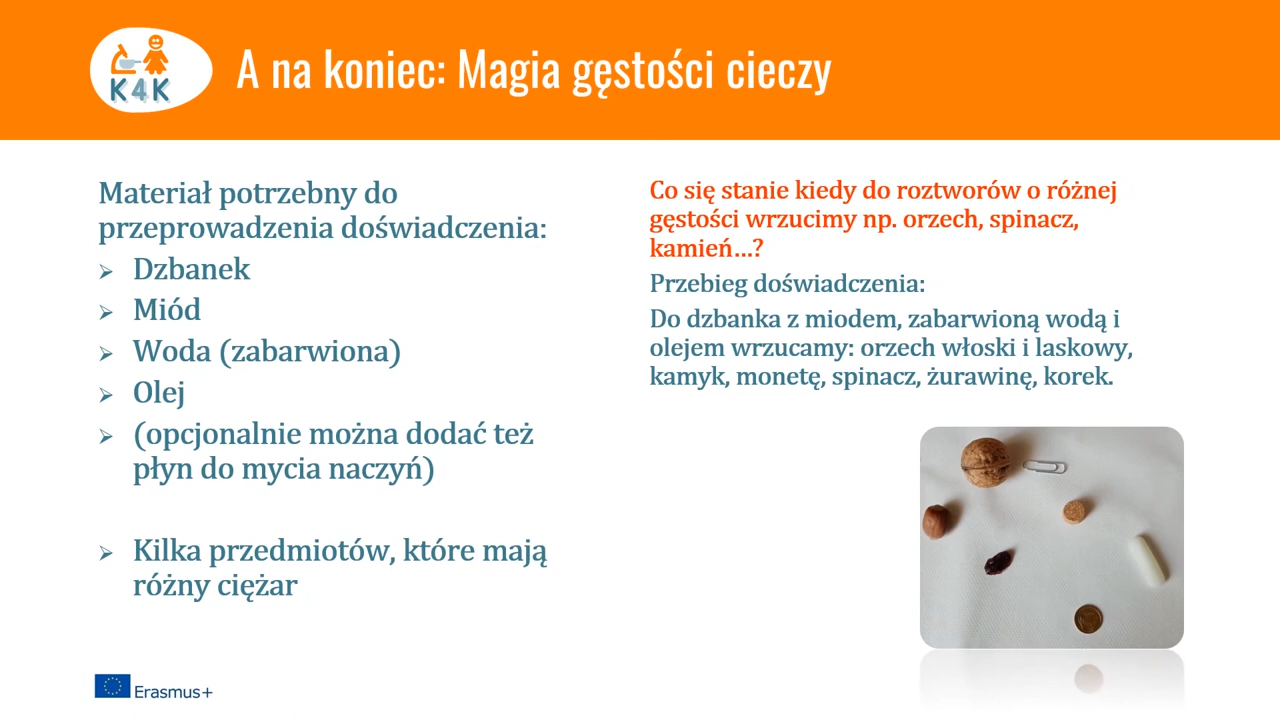 K4K
A na koniec: Magia gęstości cieczy
Materiał potrzebny do
przeprowadzenia doświadczenia:
Dzbanek
Miód
Woda (zabarwiona)
Olej
(opcjonalnie można dodać też
płyn do mycia naczyń)
Kilka przedmiotów, które mają
różny ciężar
Co się stanie kiedy do roztworów o różnej
gęstości wrzucimy np. orzech, spinacz,
kamień…?
Przebieg doświadczenia:
Do dzbanka z miodem, zabarwioną wodą i
olejem wrzucamy: orzech włoski i laskowy,
kamyk, monetę, spinacz, żurawinę, korek.
Erasmus+